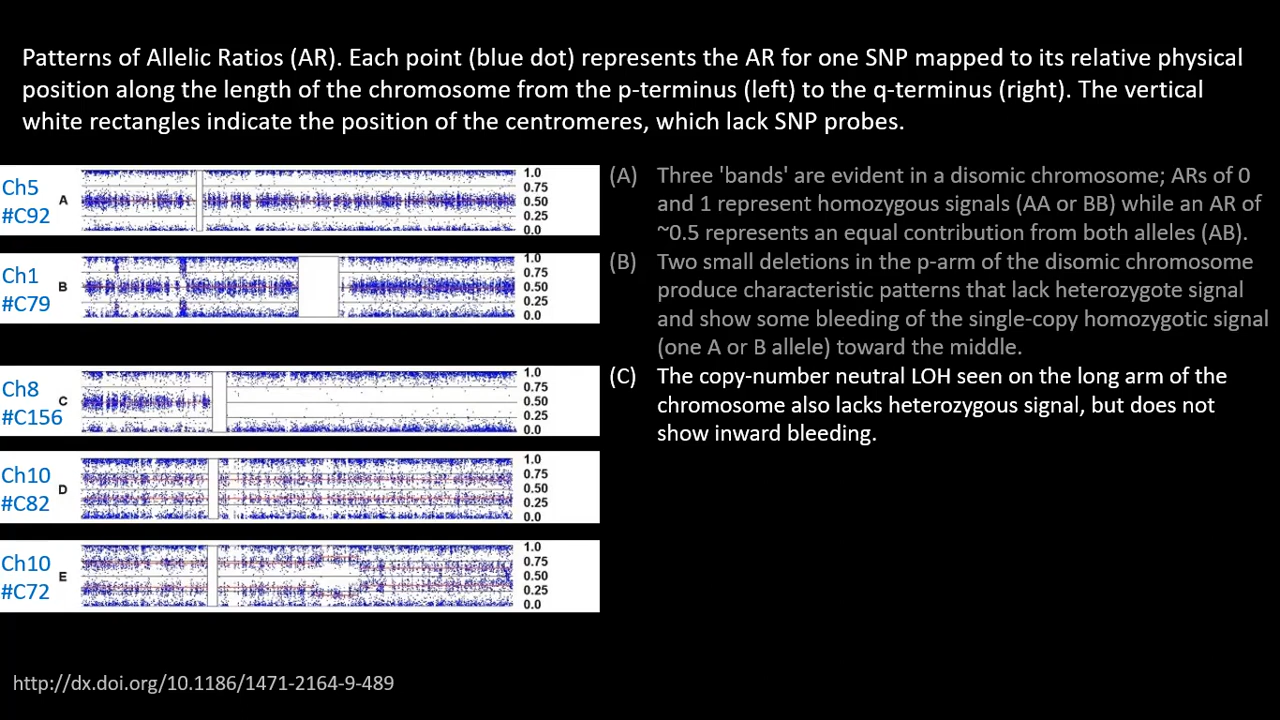 Patterns of Allelic Ratios (AR). Each point (blue dot) represents the AR for one SNP mapped to its relative physical
position along the length of the chromosome from the p-terminus (left) to the q-terminus (right). The vertical
white rectangles indicate the position of the centromeres, which lack SNP probes.
Ch5
#C92
A
1.0
0.75
0.50
0.25
0.0
Ch1
#C79
B
1.0
0.75
0.50
0.25
0.0
Ch8
#C156
C
1.0
0.75
0.50
0.25
0.0
Ch10
#C82
D
1.0
0.75
0.50
0.25
0.0
Ch10
#C72
E
1.0
0.75
0.50
0.25
0.0
(A) Three 'bands' are evident in a disomic chromosome; ARs of 0
and 1 represent homozygous signals (AA or BB) while an AR of
~0.5 represents an equal contribution from both alleles (AB).
(B) Two small deletions in the p-arm of the disomic chromosome
produce characteristic patterns that lack heterozygote signal
and show some bleeding of the single-copy homozygotic signal
(one A or B allele) toward the middle.
(C) The copy-number neutral LOH seen on the long arm of the
chromosome also lacks heterozygous signal, but does not
show inward bleeding.
http://dx.doi.org/10.1186/1471-2164-9-489